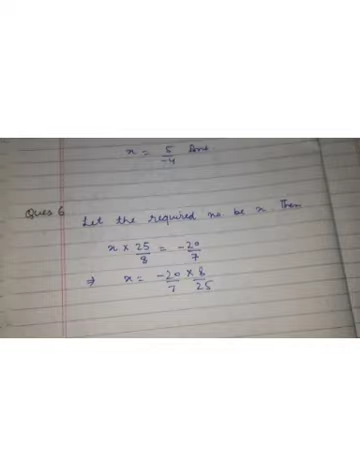 x = 5/-4 Ans.
Ques 6. Let the required no. be x. Then
x × 25/8 = -20/7
⇒ x = -20/7 × 8/25